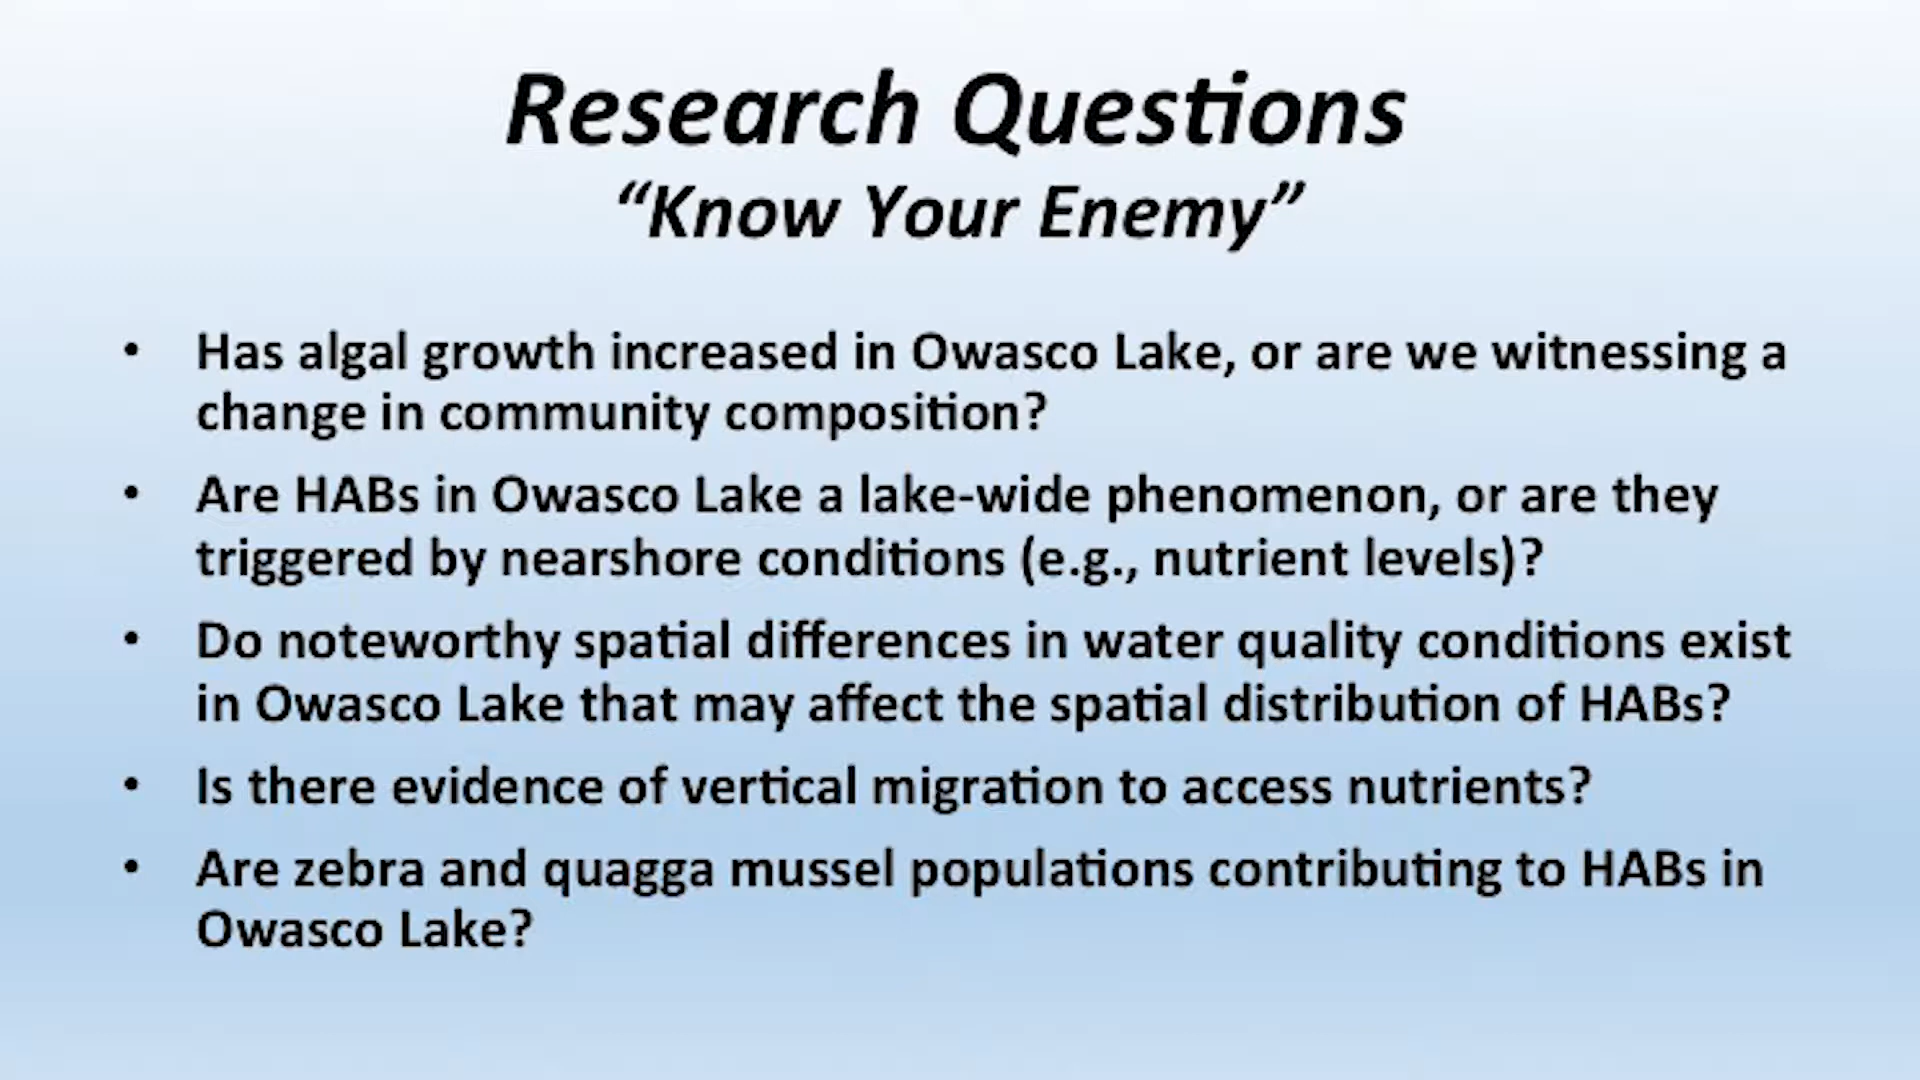 Research Questions
“Know Your Enemy”
• Has algal growth increased in Owasco Lake, or are we witnessing a
change in community composition?
• Are HABs in Owasco Lake a lake-wide phenomenon, or are they
triggered by nearshore conditions (e.g., nutrient levels)?
• Do noteworthy spatial differences in water quality conditions exist
in Owasco Lake that may affect the spatial distribution of HABs?
• Is there evidence of vertical migration to access nutrients?
• Are zebra and quagga mussel populations contributing to HABs in
Owasco Lake?